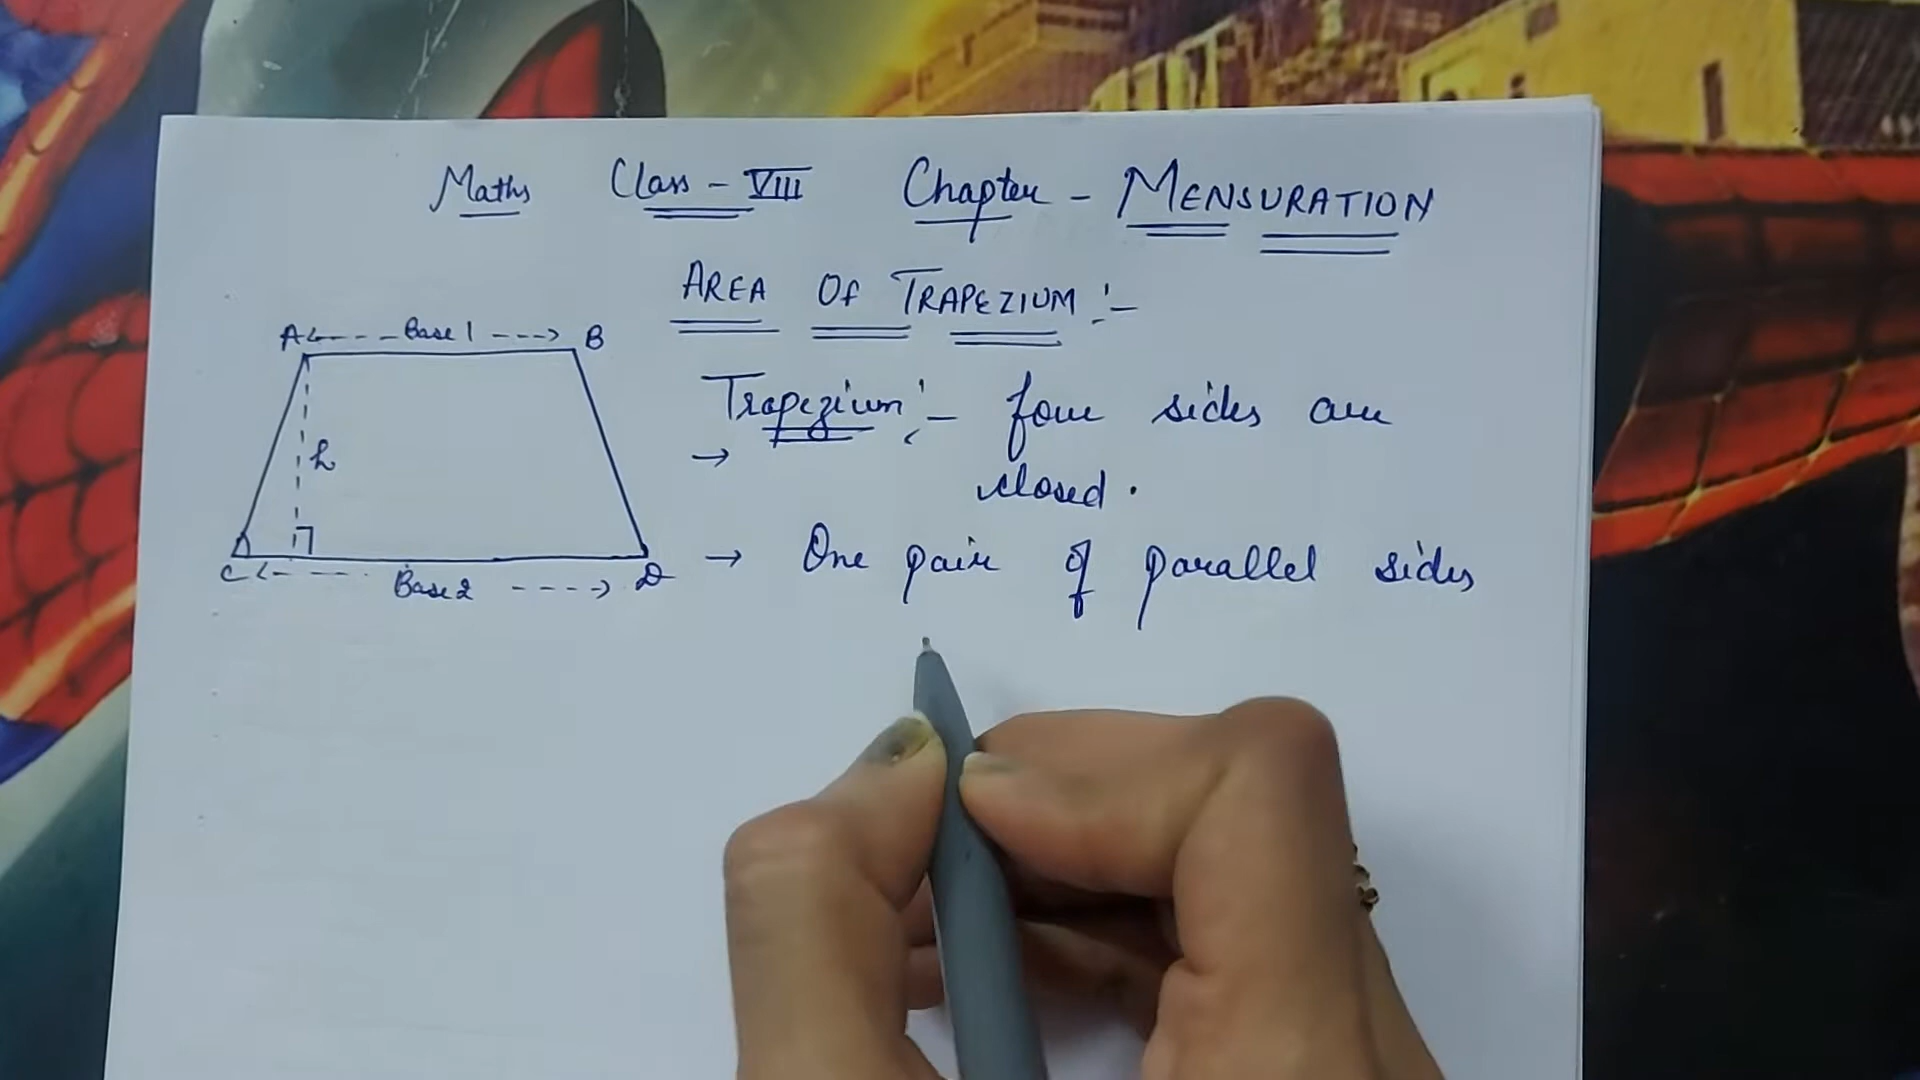 Maths Class - VIII Chapter - MENSURATION
AREA Of TRAPEZIUM :-
A <--- Base 1 ---> B
h
C <--- Base 2 ----> D
Trapezium :- four sides are
→ closed .
→ One pair of parallel sides